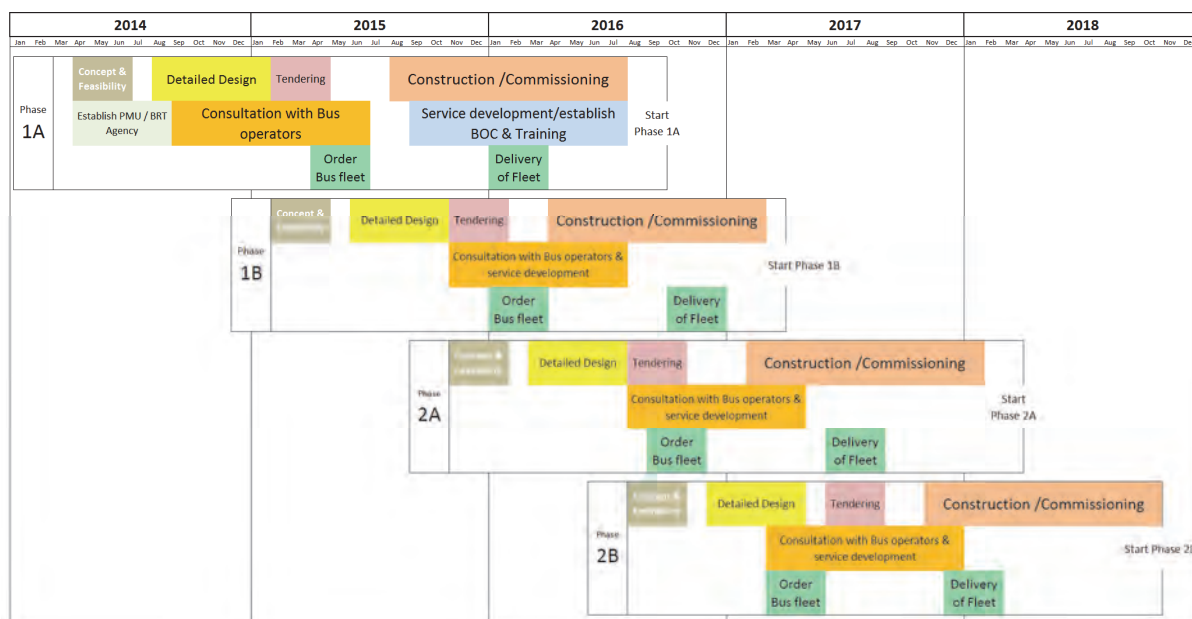 2014 2015 2016 2017 2018
Jan Feb Mar Apr May Jun Jul Aug Sep Oct Nov Dec Jan Feb Mar Apr May Jun Jul Aug Sep Oct Nov Dec Jan Feb Mar Apr May Jun Jul Aug Sep Oct Nov Dec Jan Feb Mar Apr May Jun Jul Aug Sep Oct Nov Dec Jan Feb Mar Apr May Jun Jul Aug Sep Oct Nov
Phase
1A
Concept &
Feasibility
Detailed Design
Tendering
Construction /Commissioning
Establish PMU / BRT
Agency
Consultation with Bus
operators
Service development/establish
BOC & Training
Start
Phase 1A
Order
Bus fleet
Delivery
of Fleet
Phase
1B
Concept &
Detailed Design
Tendering
Construction /Commissioning
Consultation with Bus operators &
service development
Start Phase 1B
Order
Bus fleet
Delivery
of Fleet
Phase
2A
Detailed Design
Tendering
Construction /Commissioning
Consultation with Bus operators &
service development
Start
Phase 2A
Order
Bus fleet
Delivery
of Fleet
Phase
2B
Detailed Design
Tendering
Construction /Commissioning
Consultation with Bus operators &
service development
Start Phase
Order
Bus fleet
Delivery
of Fleet